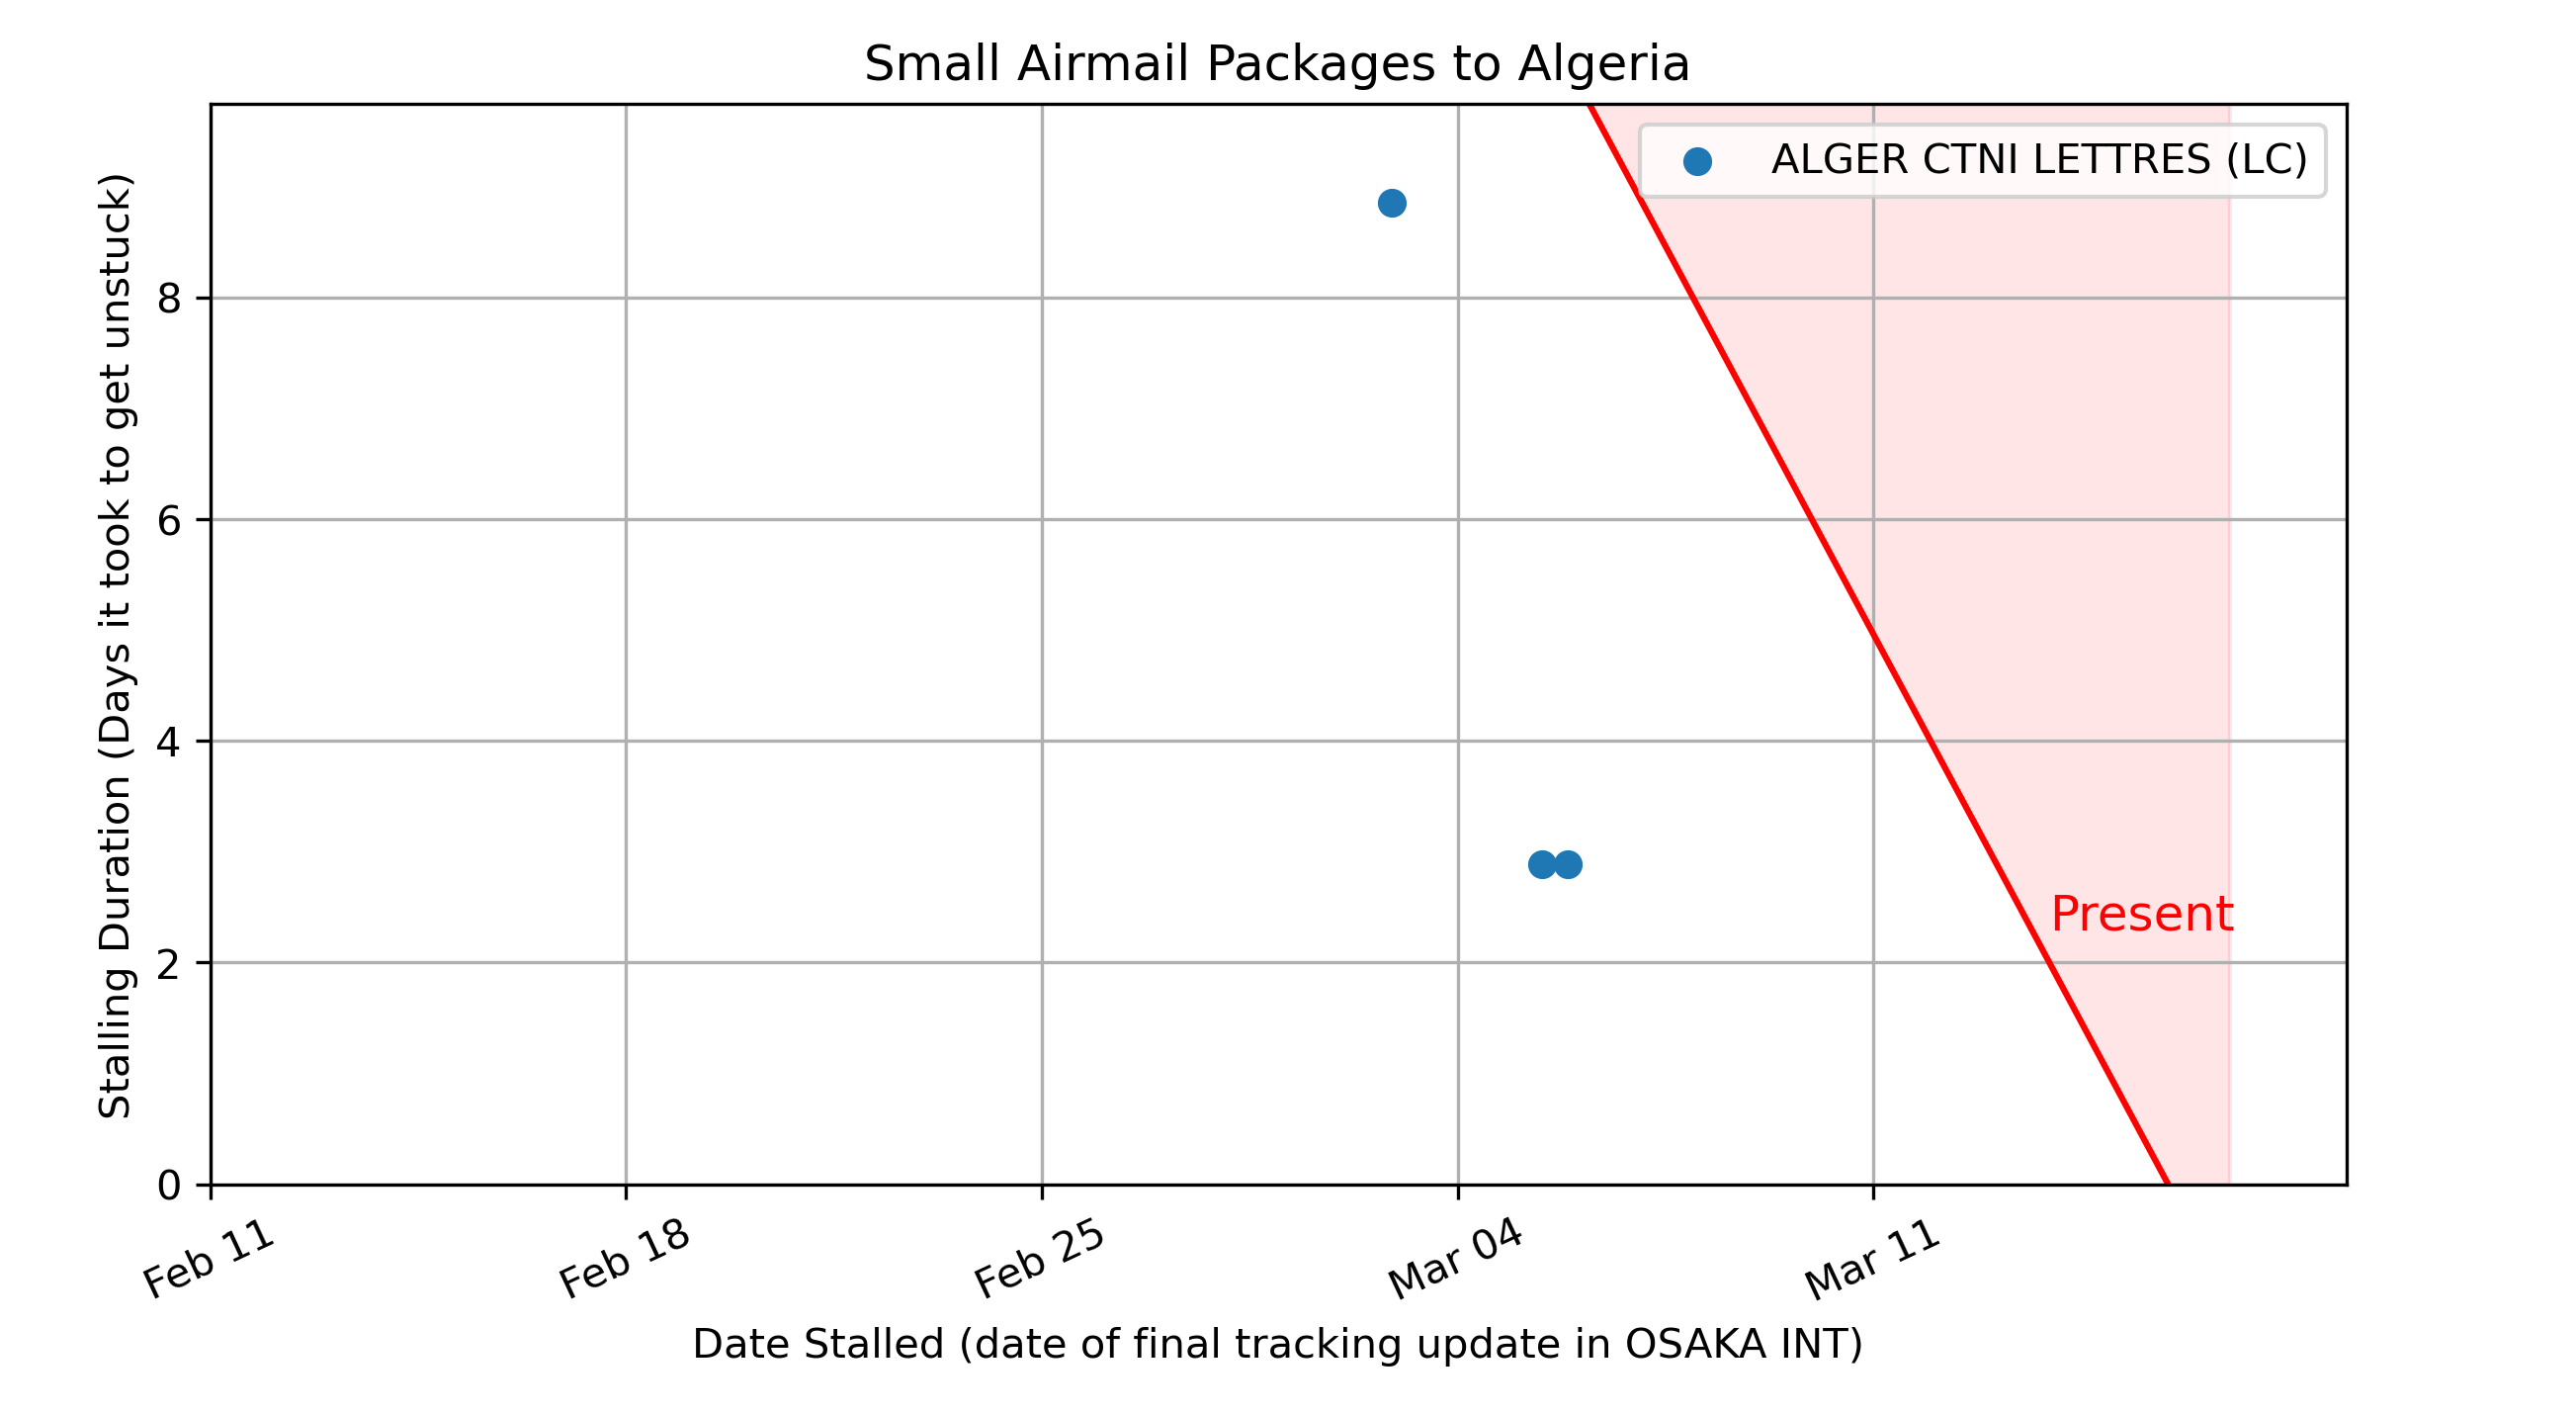 Small Airmail Packages to Algeria
ALGER CTNI LETTRES (LC)
Stalling Duration (Days it took to get unstuck)
8
6
4
2
0
Present
Feb 11
Feb 18
Feb 25
Mar 04
Mar 11
Date Stalled (date of final tracking update in OSAKA INT)